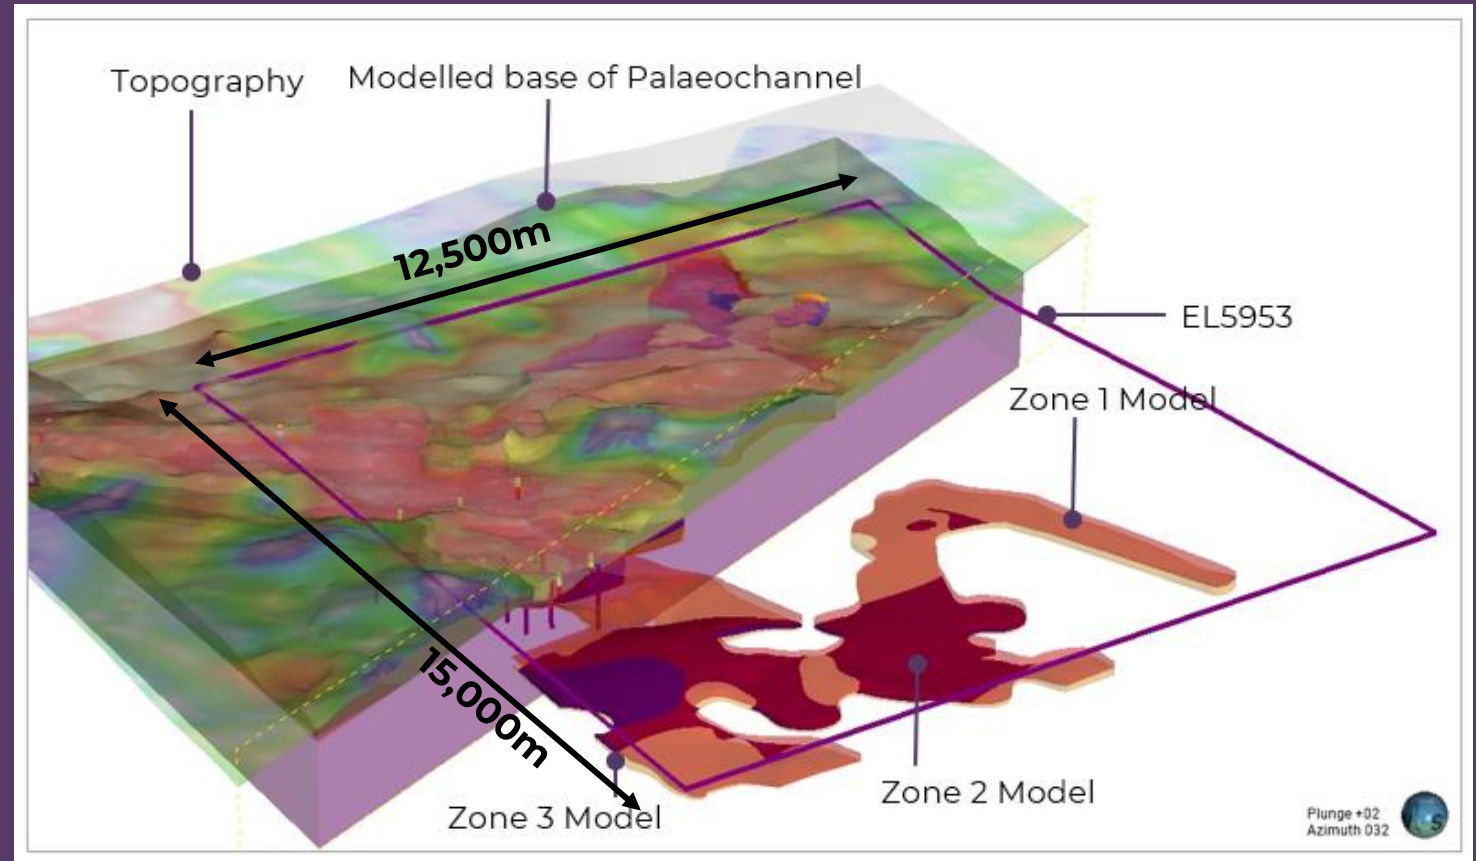 Topography
Modelled base of Palaeochannel
12,500m
EL5953
Zone 1 Model
15,000m
Zone 2 Model
Zone 3 Model
Plunge +02
Azimuth 032